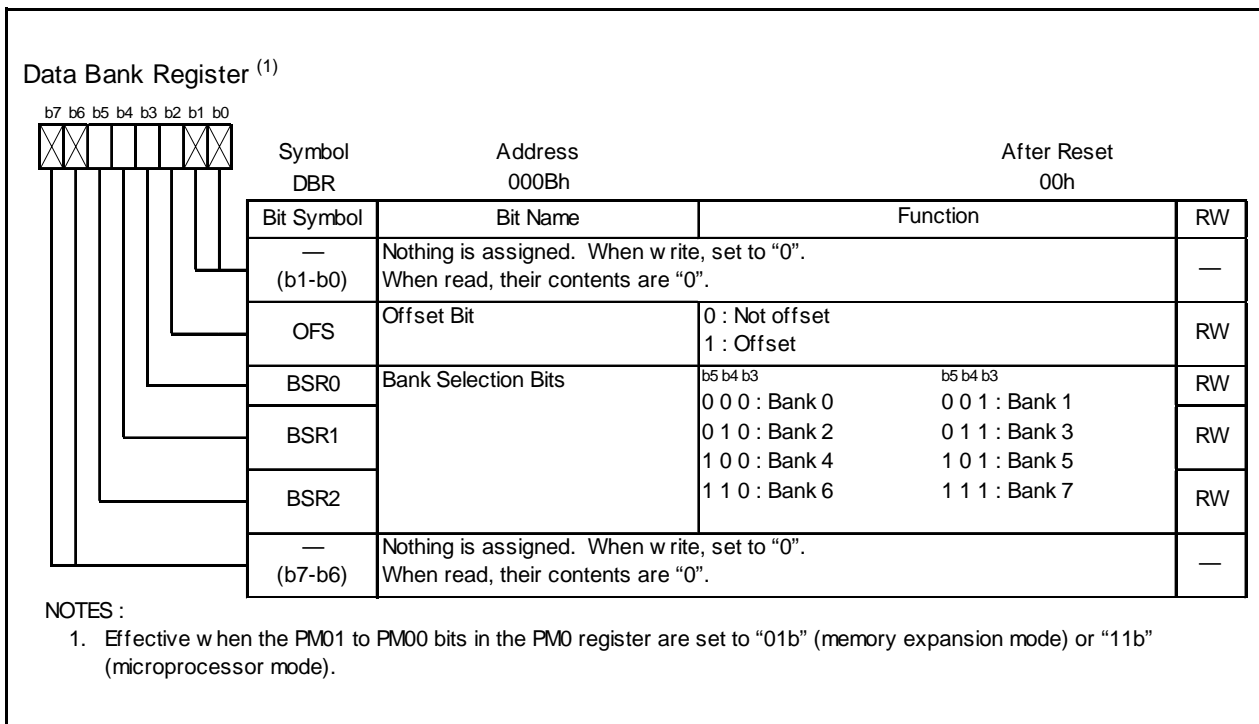 Data Bank Register (1)
b7 b6 b5 b4 b3 b2 b1 b0
Symbol Address After Reset
DBR 000Bh 00h
Bit Symbol Bit Name Function RW
— (b1-b0) Nothing is assigned. When write, set to “0”.
When read, their contents are “0”. —
OFS Offset Bit 0 : Not offset
1 : Offset RW
BSR0 Bank Selection Bits b5 b4 b3 b5 b4 b3 RW
0 0 0 : Bank 0 0 0 1 : Bank 1
BSR1 0 1 0 : Bank 2 0 1 1 : Bank 3 RW
1 0 0 : Bank 4 1 0 1 : Bank 5
BSR2 1 1 0 : Bank 6 1 1 1 : Bank 7 RW
— (b7-b6) Nothing is assigned. When write, set to “0”.
When read, their contents are “0”. —
NOTES :
1. Effective when the PM01 to PM00 bits in the PM0 register are set to “01b” (memory expansion mode) or “11b”
(microprocessor mode).